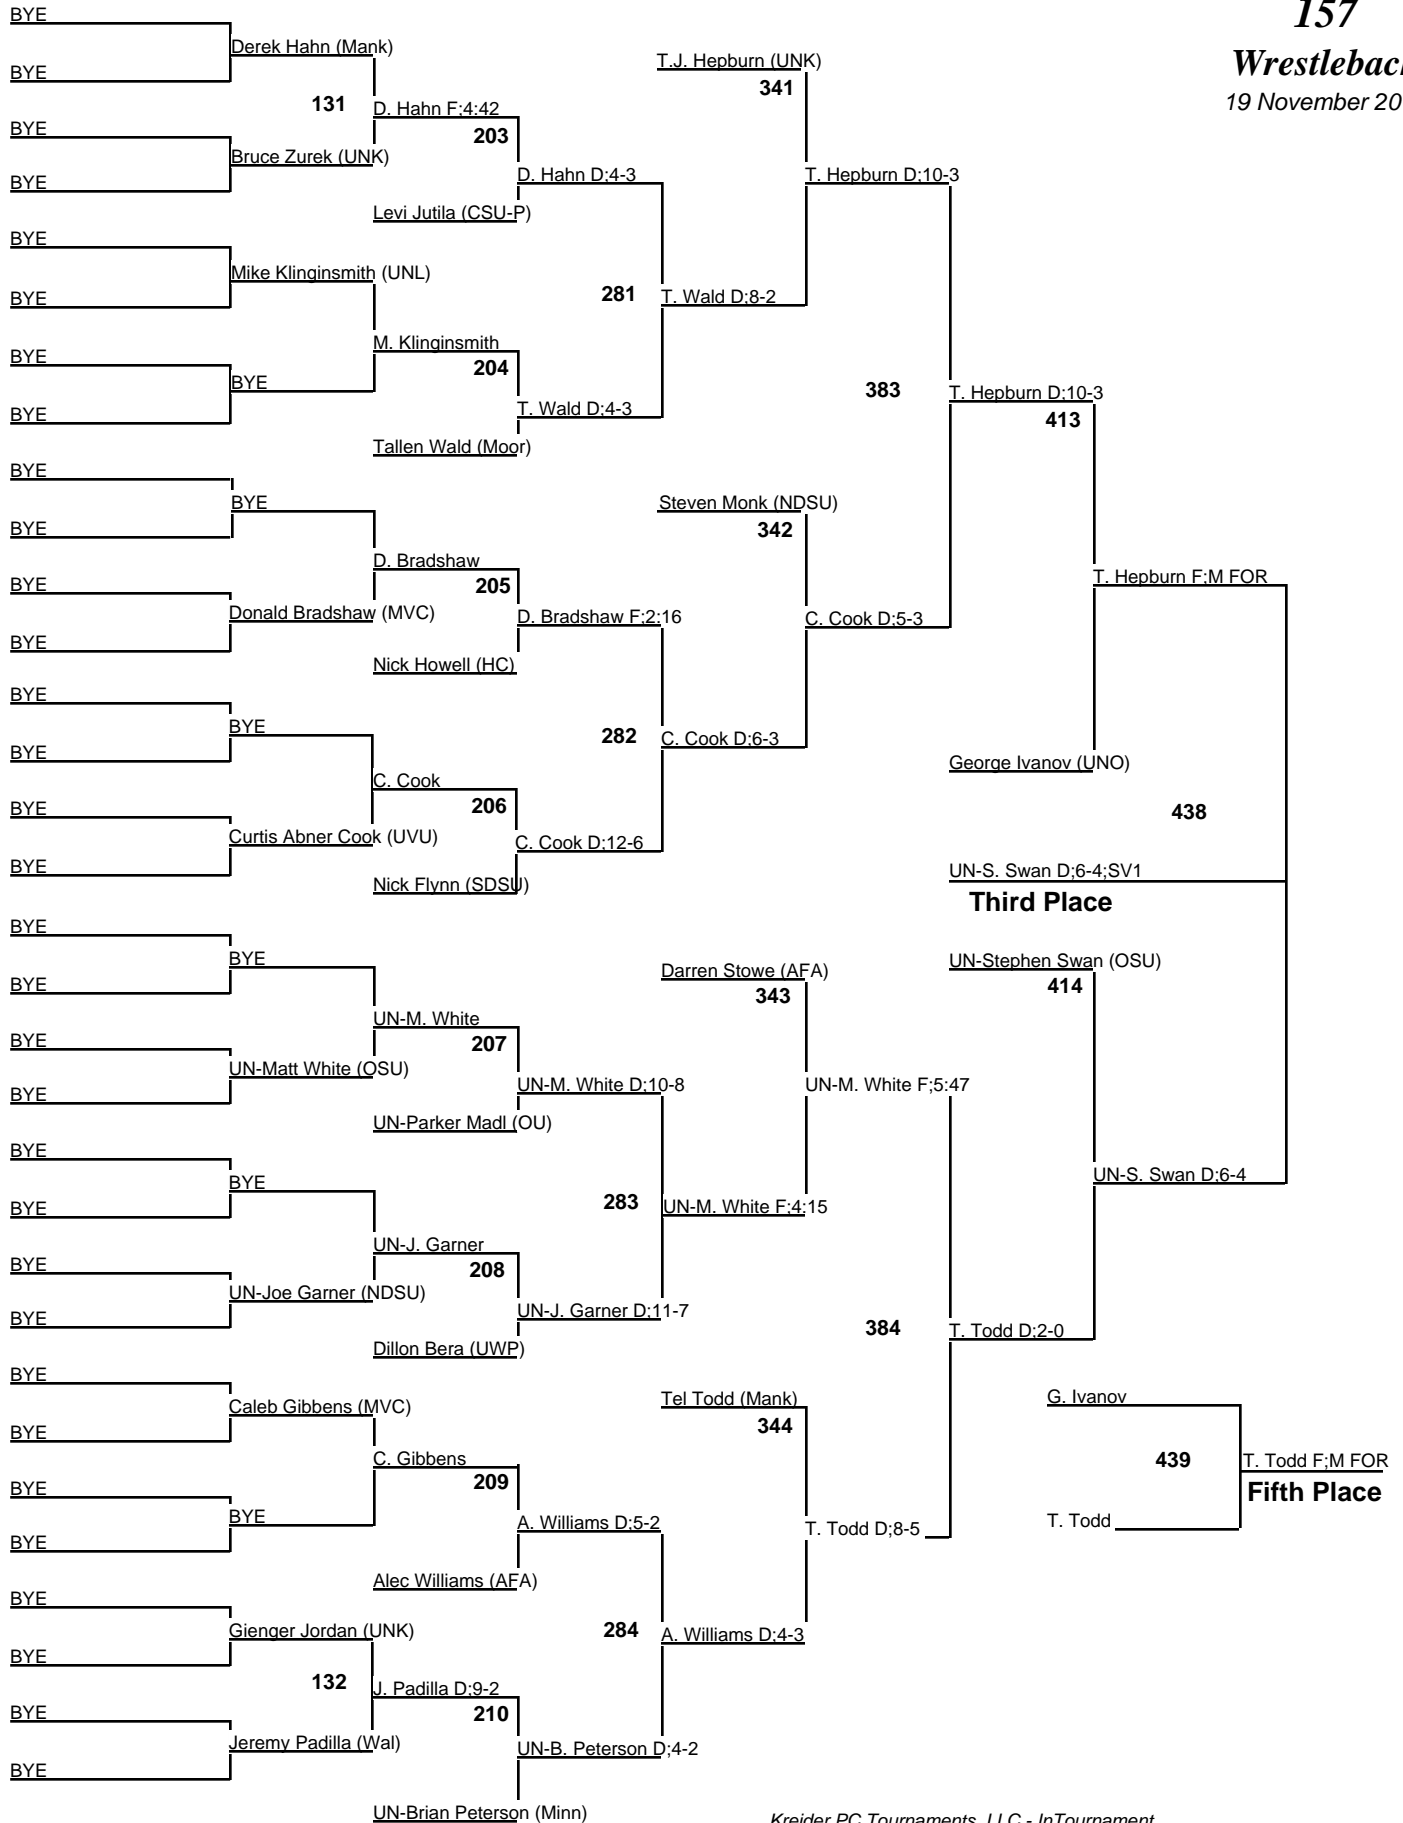 BYE
157
Derek Hahn (Mank)
T.J. Hepburn (UNK)
Wrestleback
BYE
341
131
D. Hahn F;4:42
19 November 20
BYE
203
Bruce Zurek (UNK)
BYE
D. Hahn D;4-3
T. Hepburn D;10-3
Levi Jutila (CSU-P)
BYE
Mike Klinginsmith (UNL)
BYE
281
T. Wald D;8-2
BYE
M. Klinginsmith
204
BYE
383
T. Hepburn D;10-3
BYE
T. Wald D;4-3
413
Tallen Wald (Moor)
BYE
BYE
Steven Monk (NDSU)
BYE
342
D. Bradshaw
BYE
205
T. Hepburn F;M FOR
Donald Bradshaw (MVC)
D. Bradshaw F;2:16
C. Cook D;5-3
BYE
Nick Howell (HC)
BYE
BYE
282
C. Cook D;6-3
BYE
George Ivanov (UNO)
C. Cook
BYE
206
438
Curtis Abner Cook (UVU)
C. Cook D;12-6
BYE
UN-S. Swan D;6-4;SV1
Nick Flynn (SDSU)
Third Place
BYE
BYE
Darren Stowe (AFA)
UN-Stephen Swan (OSU)
BYE
343
414
UN-M. White
BYE
207
UN-Matt White (OSU)
UN-M. White D;10-8
UN-M. White F;5:47
BYE
UN-Parker Madl (OU)
BYE
BYE
UN-S. Swan D;6-4
BYE
283
UN-M. White F;4:15
UN-J. Garner
BYE
208
UN-Joe Garner (NDSU)
BYE
UN-J. Garner D;11-7
384
T. Todd D;2-0
Dillon Bera (UWP)
BYE
Caleb Gibbens (MVC)
Tel Todd (Mank)
G. Ivanov
BYE
344
C. Gibbens
439
T. Todd F;M FOR
BYE
209
Fifth Place
BYE
A. Williams D;5-2
T. Todd D;8-5
T. Todd
BYE
Alec Williams (AFA)
BYE
Gienger Jordan (UNK)
284
A. Williams D;4-3
BYE
132
J. Padilla D;9-2
BYE
210
Jeremy Padilla (Wal)
UN-B. Peterson D;4-2
BYE
UN-Brian Peterson (Minn)
Kreider PC Tournaments, LLC - InTournament